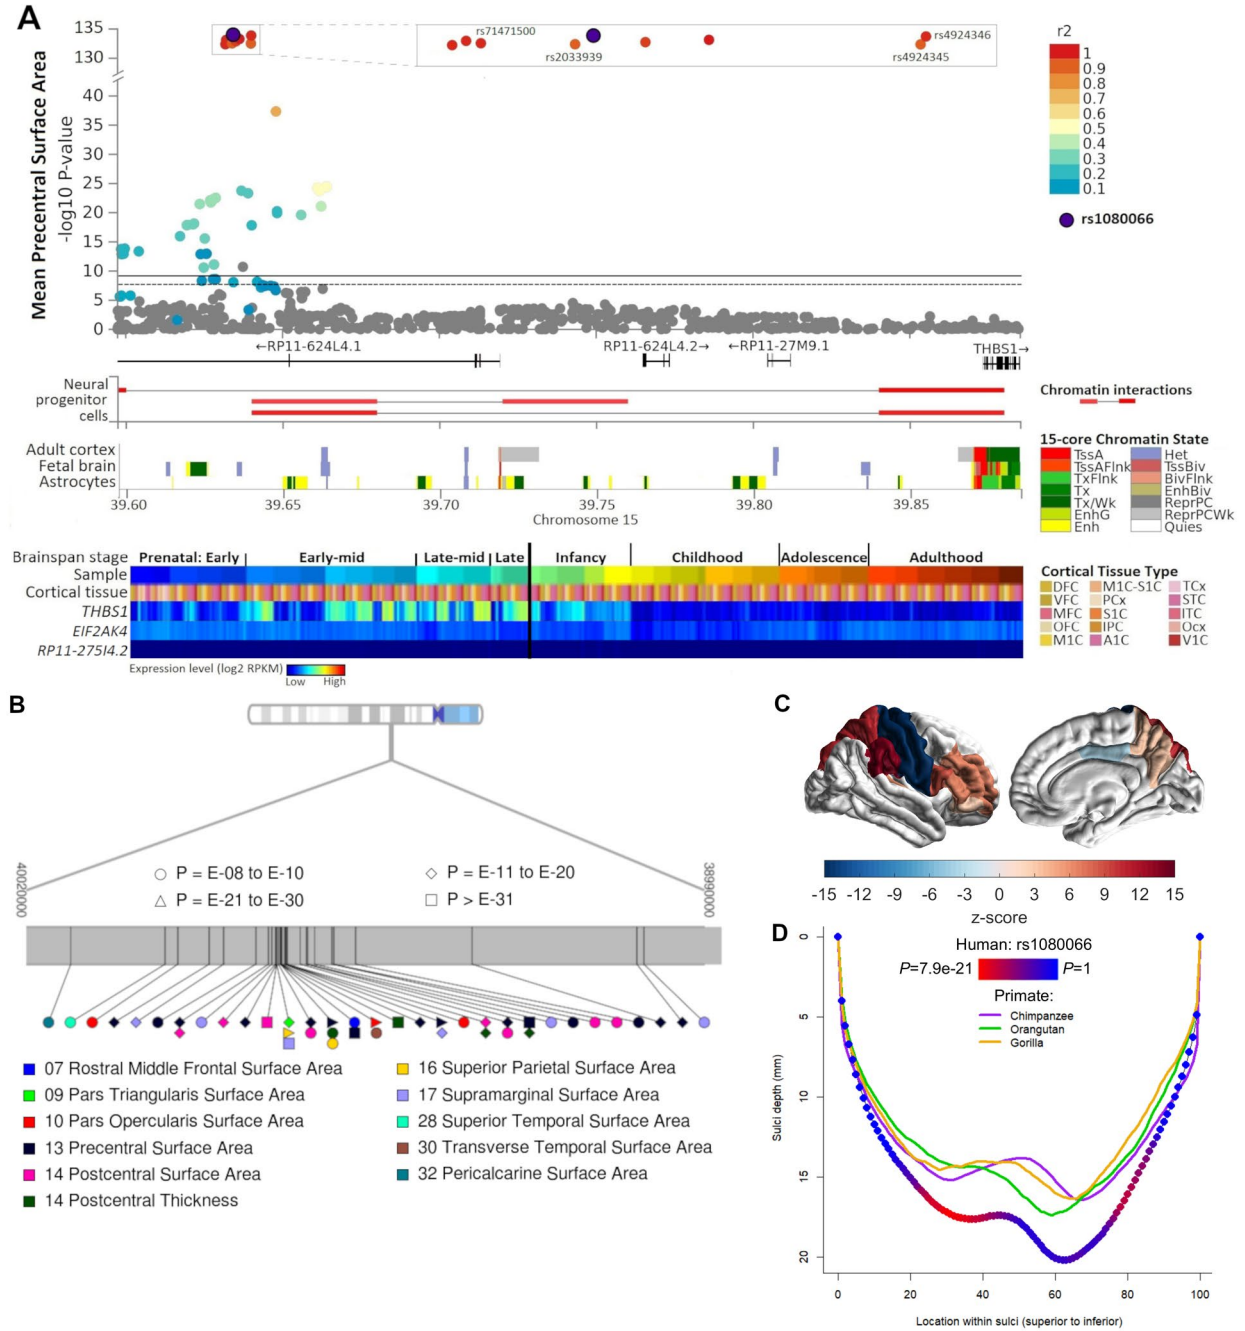 A
Mean Precentral Surface Area
-log10 P-value
135
130
40
35
30
25
20
15
10
5
0
rs71471500
rs2033939
rs4924346
rs4924345
r2
1
0.9
0.8
0.7
0.6
0.5
0.4
0.3
0.2
0.1
rs1080066
←RP11-624L4.1
RP11-624L4.2→
←RP11-27M9.1
THBS1→
Neural
progenitor
cells
Chromatin interactions
Adult cortex
Fetal brain
Astrocytes
39.60
39.65
39.70
39.75
39.80
39.85
Chromosome 15
15-core Chromatin State
TssA
Het
TssAFlnk
TssBiv
TxFlnk
BivFlnk
Tx
EnhBiv
Tx/Wk
ReprPC
EnhG
ReprPCWk
Enh
Quies
Brainspan stage
Prenatal: Early
Early-mid
Late-mid
Late
Infancy
Childhood
Adolescence
Adulthood
Sample
Cortical tissue
THBS1
EIF2AK4
RP11-275I4.2
Expression level (log2 RPKM)
Low
High
Cortical Tissue Type
DFC
M1C-S1C
TCx
VFC
PCx
STC
MFC
S1C
ITC
OFC
IPC
Ocx
M1C
A1C
V1C
B
40020000
38990000
P = E-08 to E-10
P = E-11 to E-20
P = E-21 to E-30
P > E-31
07 Rostral Middle Frontal Surface Area
09 Pars Triangularis Surface Area
10 Pars Opercularis Surface Area
13 Precentral Surface Area
14 Postcentral Surface Area
14 Postcentral Thickness
16 Superior Parietal Surface Area
17 Supramarginal Surface Area
28 Superior Temporal Surface Area
30 Transverse Temporal Surface Area
32 Pericalcarine Surface Area
C
-15
-12
-9
-6
-3
0
3
6
9
12
15
z-score
D
Human: rs1080066
P=7.9e-21
P=1
Primate:
Chimpanzee
Orangutan
Gorilla
Sulci depth (mm)
0
5
10
15
20
0
20
40
60
80
100
Location within sulci (superior to inferior)